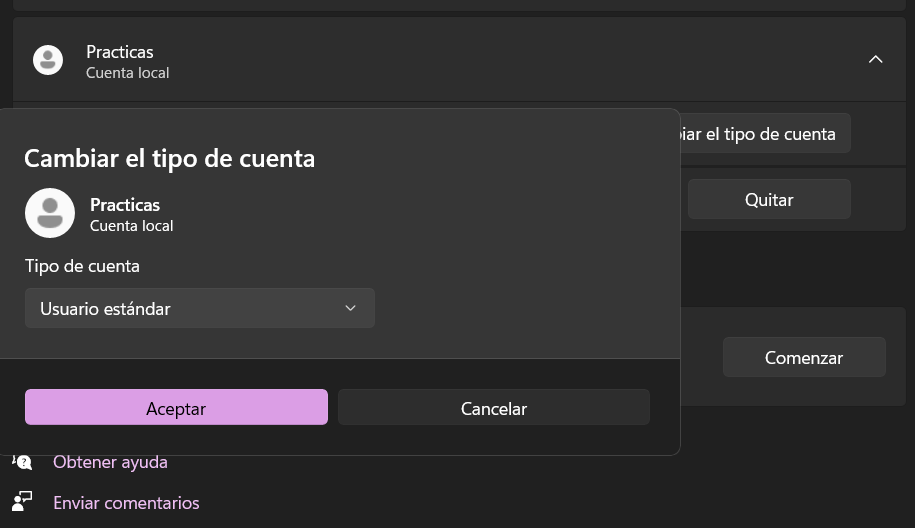 Practicas
Cuenta local
iar el tipo de cuenta
Cambiar el tipo de cuenta
Practicas
Cuenta local
Quitar
Tipo de cuenta
Usuario estándar
Comenzar
Aceptar
Cancelar
Obtener ayuda
Enviar comentarios